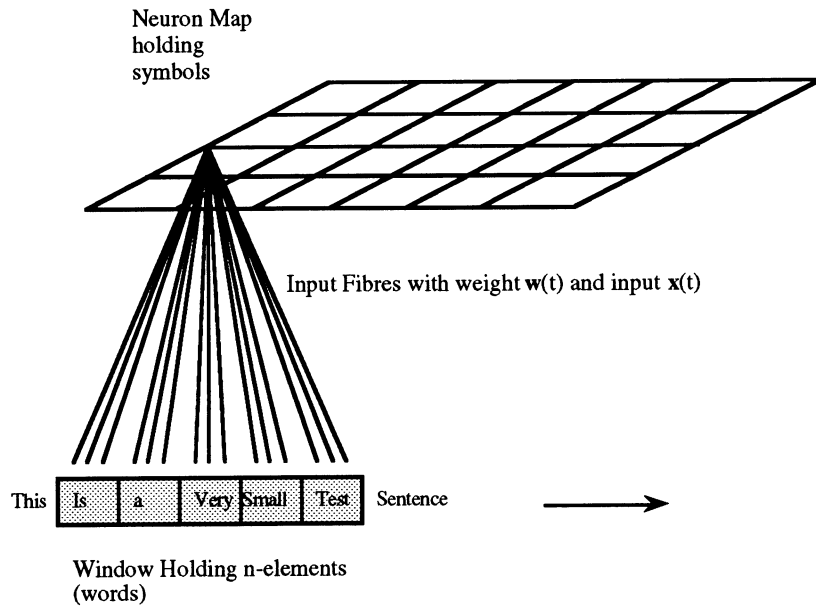 Neuron Map
holding
symbols
Input Fibres with weight w(t) and input x(t)
This Is a Very Small Test Sentence
Window Holding n-elements
(words)